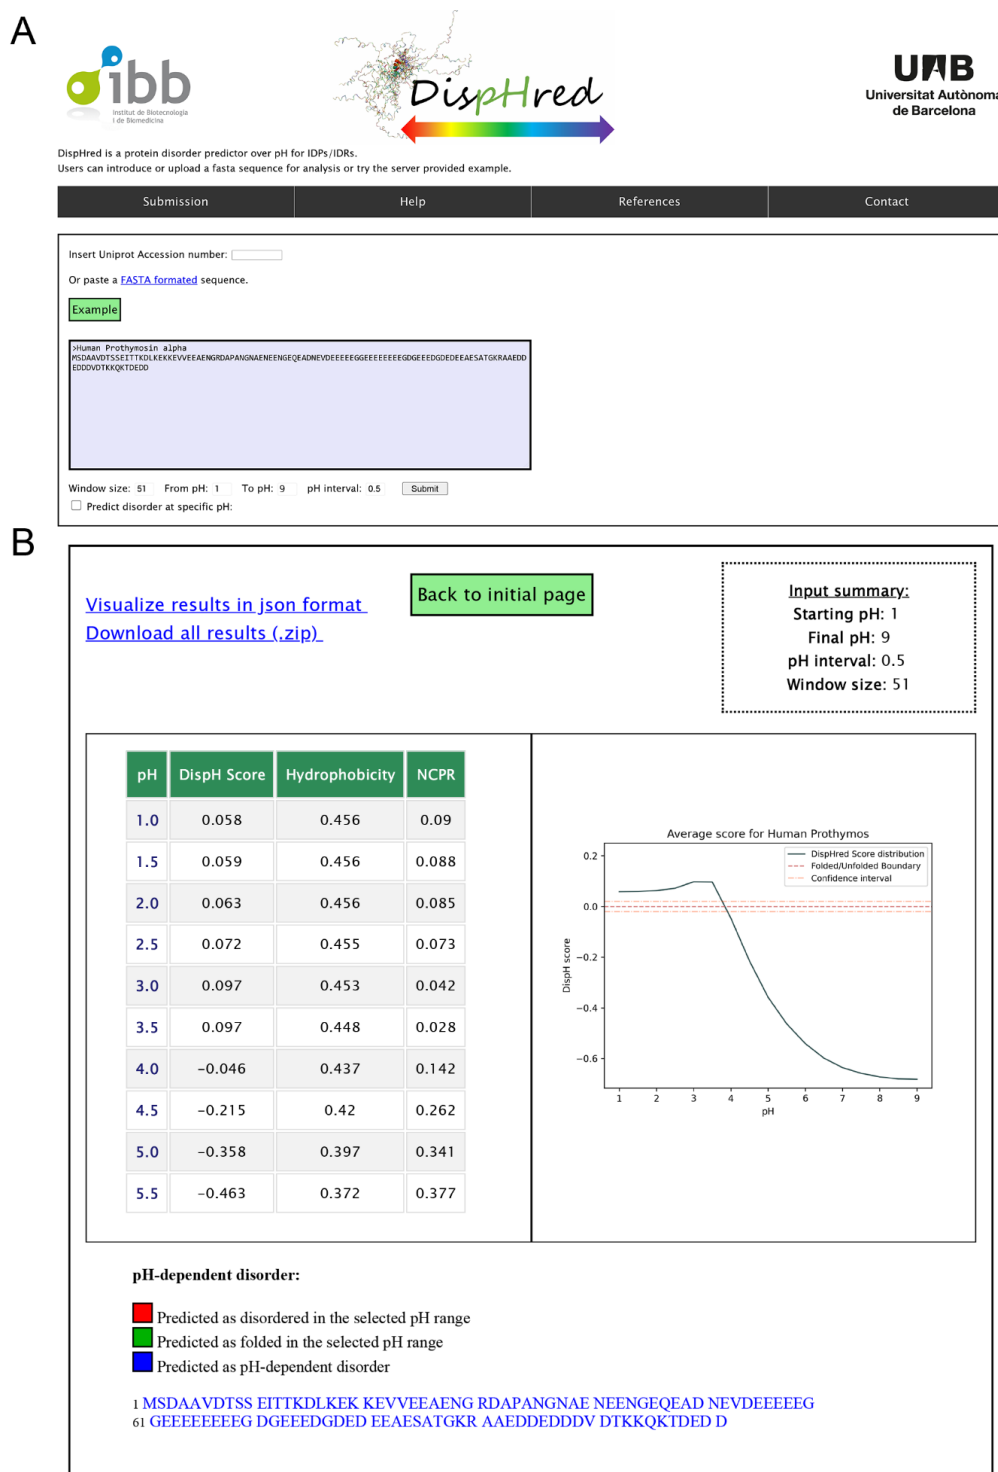 A
ibb
Institut de Biotecnologia
i de Biomedicina
DispHred
UAB
Universitat Autònoma
de Barcelona
DispHred is a protein disorder predictor over pH for IDPs/IDRs.
Users can introduce or upload a fasta sequence for analysis or try the server provided example.
Submission Help References Contact
Insert Uniprot Accession number:
Or paste a FASTA formated sequence.
Example
>Human Prothymosin alpha
MSDAAVDTSSEITTKDLKEKKEVVEEAENGRDAPANGNAENEENGEQEADNEVDEEEEEGGEEEEEEEEGDGEEEDGDEDEEAESATGKRAAEDD
EDDDVDTKKQKTDEDD
Window size: 51 From pH: 1 To pH: 9 pH interval: 0.5 Submit
Predict disorder at specific pH:
B
Visualize results in json format
Download all results (.zip)
Back to initial page
Input summary:
Starting pH: 1
Final pH: 9
pH interval: 0.5
Window size: 51
pH DispH Score Hydrophobicity NCPR
1.0 0.058 0.456 0.09
1.5 0.059 0.456 0.088
2.0 0.063 0.456 0.085
2.5 0.072 0.455 0.073
3.0 0.097 0.453 0.042
3.5 0.097 0.448 0.028
4.0 −0.046 0.437 0.142
4.5 −0.215 0.42 0.262
5.0 −0.358 0.397 0.341
5.5 −0.463 0.372 0.377
Average score for Human Prothymos
DispHred Score distribution
Folded/Unfolded Boundary
Confidence interval
0.2
0.0
−0.2
−0.4
−0.6
DispH score
1 2 3 4 5 6 7 8 9
pH
pH-dependent disorder:
Predicted as disordered in the selected pH range
Predicted as folded in the selected pH range
Predicted as pH-dependent disorder
1 MSDAAVDTSS EITTKDLKEK KEVVEEAENG RDAPANGNAE NEENGEQEAD NEVDEEEEEG
61 GEEEEEEEEG DGEEEDGDED EEAESATGKR AAEDDEDDDV DTKKQKTDED D